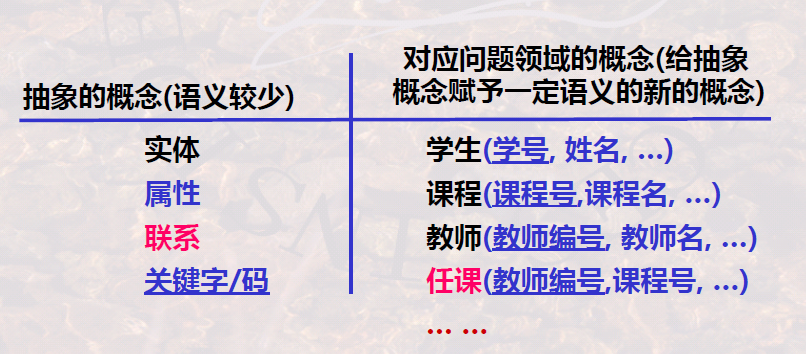 抽象的概念(语义较少)
对应问题领域的概念(给抽象
概念赋予一定语义的新的概念)
实体
学生(学号, 姓名, ...)
属性
课程(课程号,课程名, ...)
联系
教师(教师编号, 教师名, ...)
关键字/码
任课(教师编号,课程号, ...)
... ...